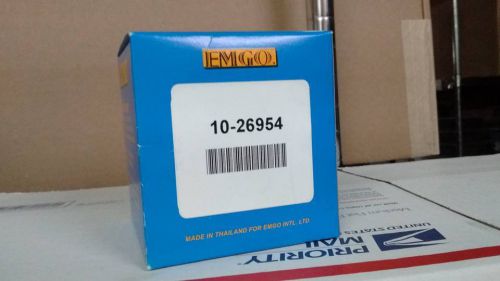 EMGO.
10-26954
MADE IN THAILAND FOR EMGO INTL. LTD
UNITED STATES
PRIORITY
MAIL